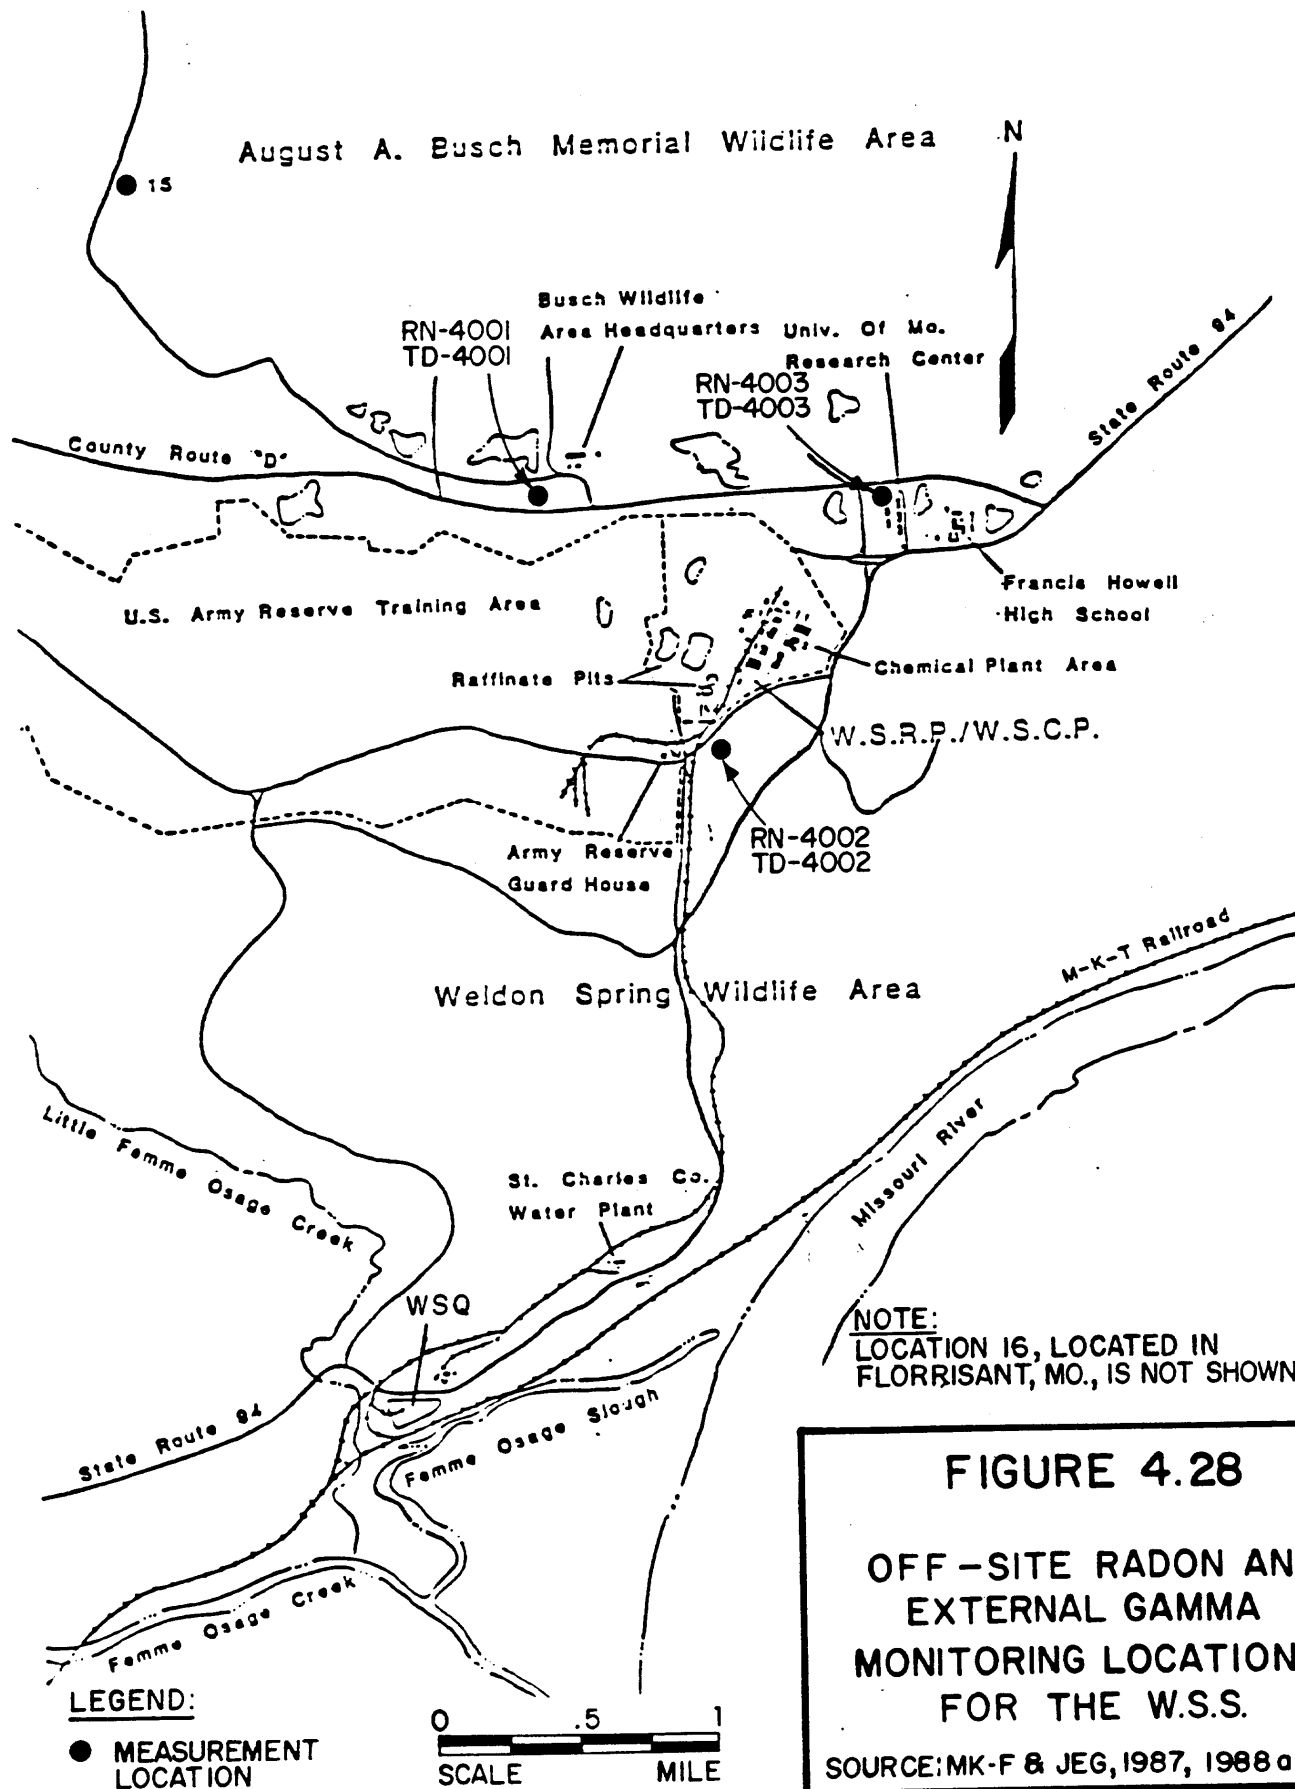 August A. Busch Memorial Wildlife Area
N
15
Busch Wildlife
Area Headquarters
RN-4001
TD-4001
Univ. Of Mo.
Research Center
RN-4003
TD-4003
State Route 94
County Route "D"
Francis Howell
High School
U.S. Army Reserve Training Area
Raffinate Pits
Chemical Plant Area
W.S.R.P./W.S.C.P.
RN-4002
TD-4002
Army Reserve
Guard House
M-K-T Railroad
Weldon Spring Wildlife Area
Little Femme Osage Creek
Missouri River
St. Charles Co.
Water Plant
WSQ
NOTE:
LOCATION 16, LOCATED IN
FLORRISANT, MO., IS NOT SHOWN
State Route 94
Femme Osage Slough
Femme Osage Creek
FIGURE 4.28
OFF-SITE RADON AN
EXTERNAL GAMMA
MONITORING LOCATION
FOR THE W.S.S.
SOURCE: MK-F & JEG, 1987, 1988a
LEGEND:
MEASUREMENT
LOCATION
0 .5 1
SCALE MILE